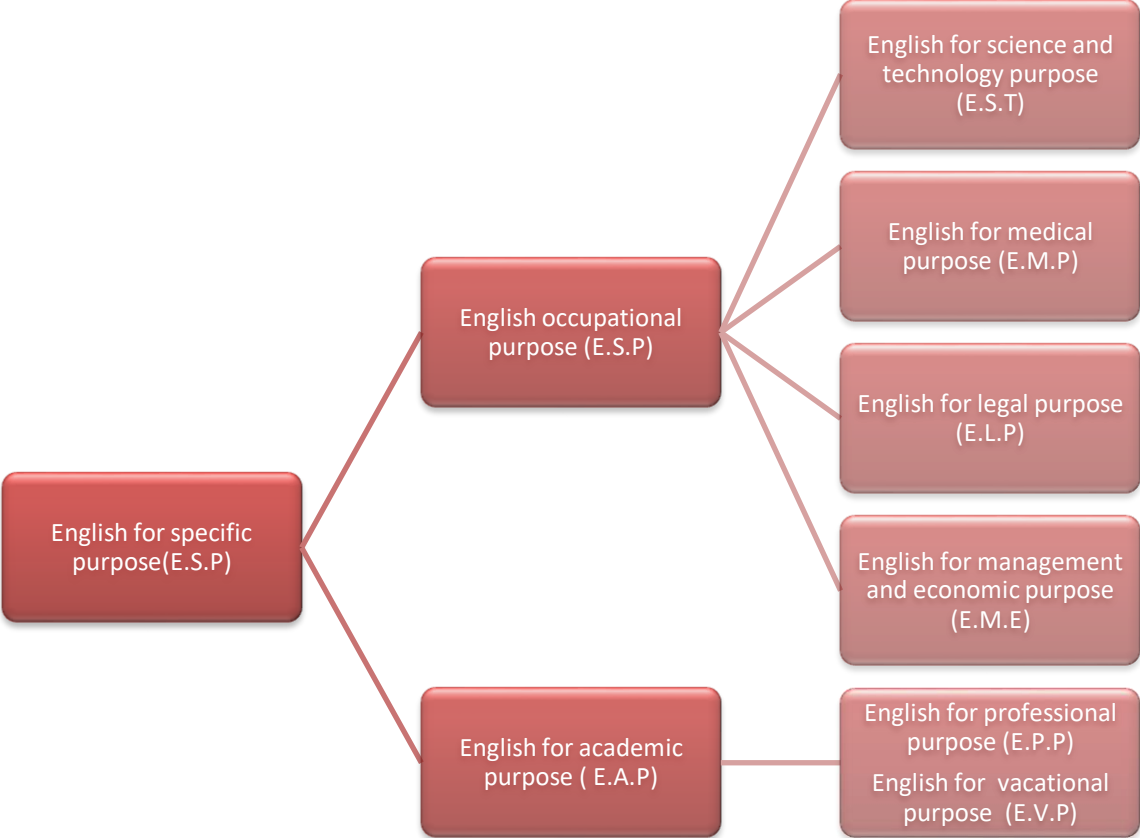 English for specific
purpose(E.S.P)
English occupational
purpose (E.S.P)
English for science and
technology purpose
(E.S.T)
English for medical
purpose (E.M.P)
English for legal purpose
(E.L.P)
English for management
and economic purpose
(E.M.E)
English for academic
purpose ( E.A.P)
English for professional
purpose (E.P.P)
English for  vacational
purpose  (E.V.P)